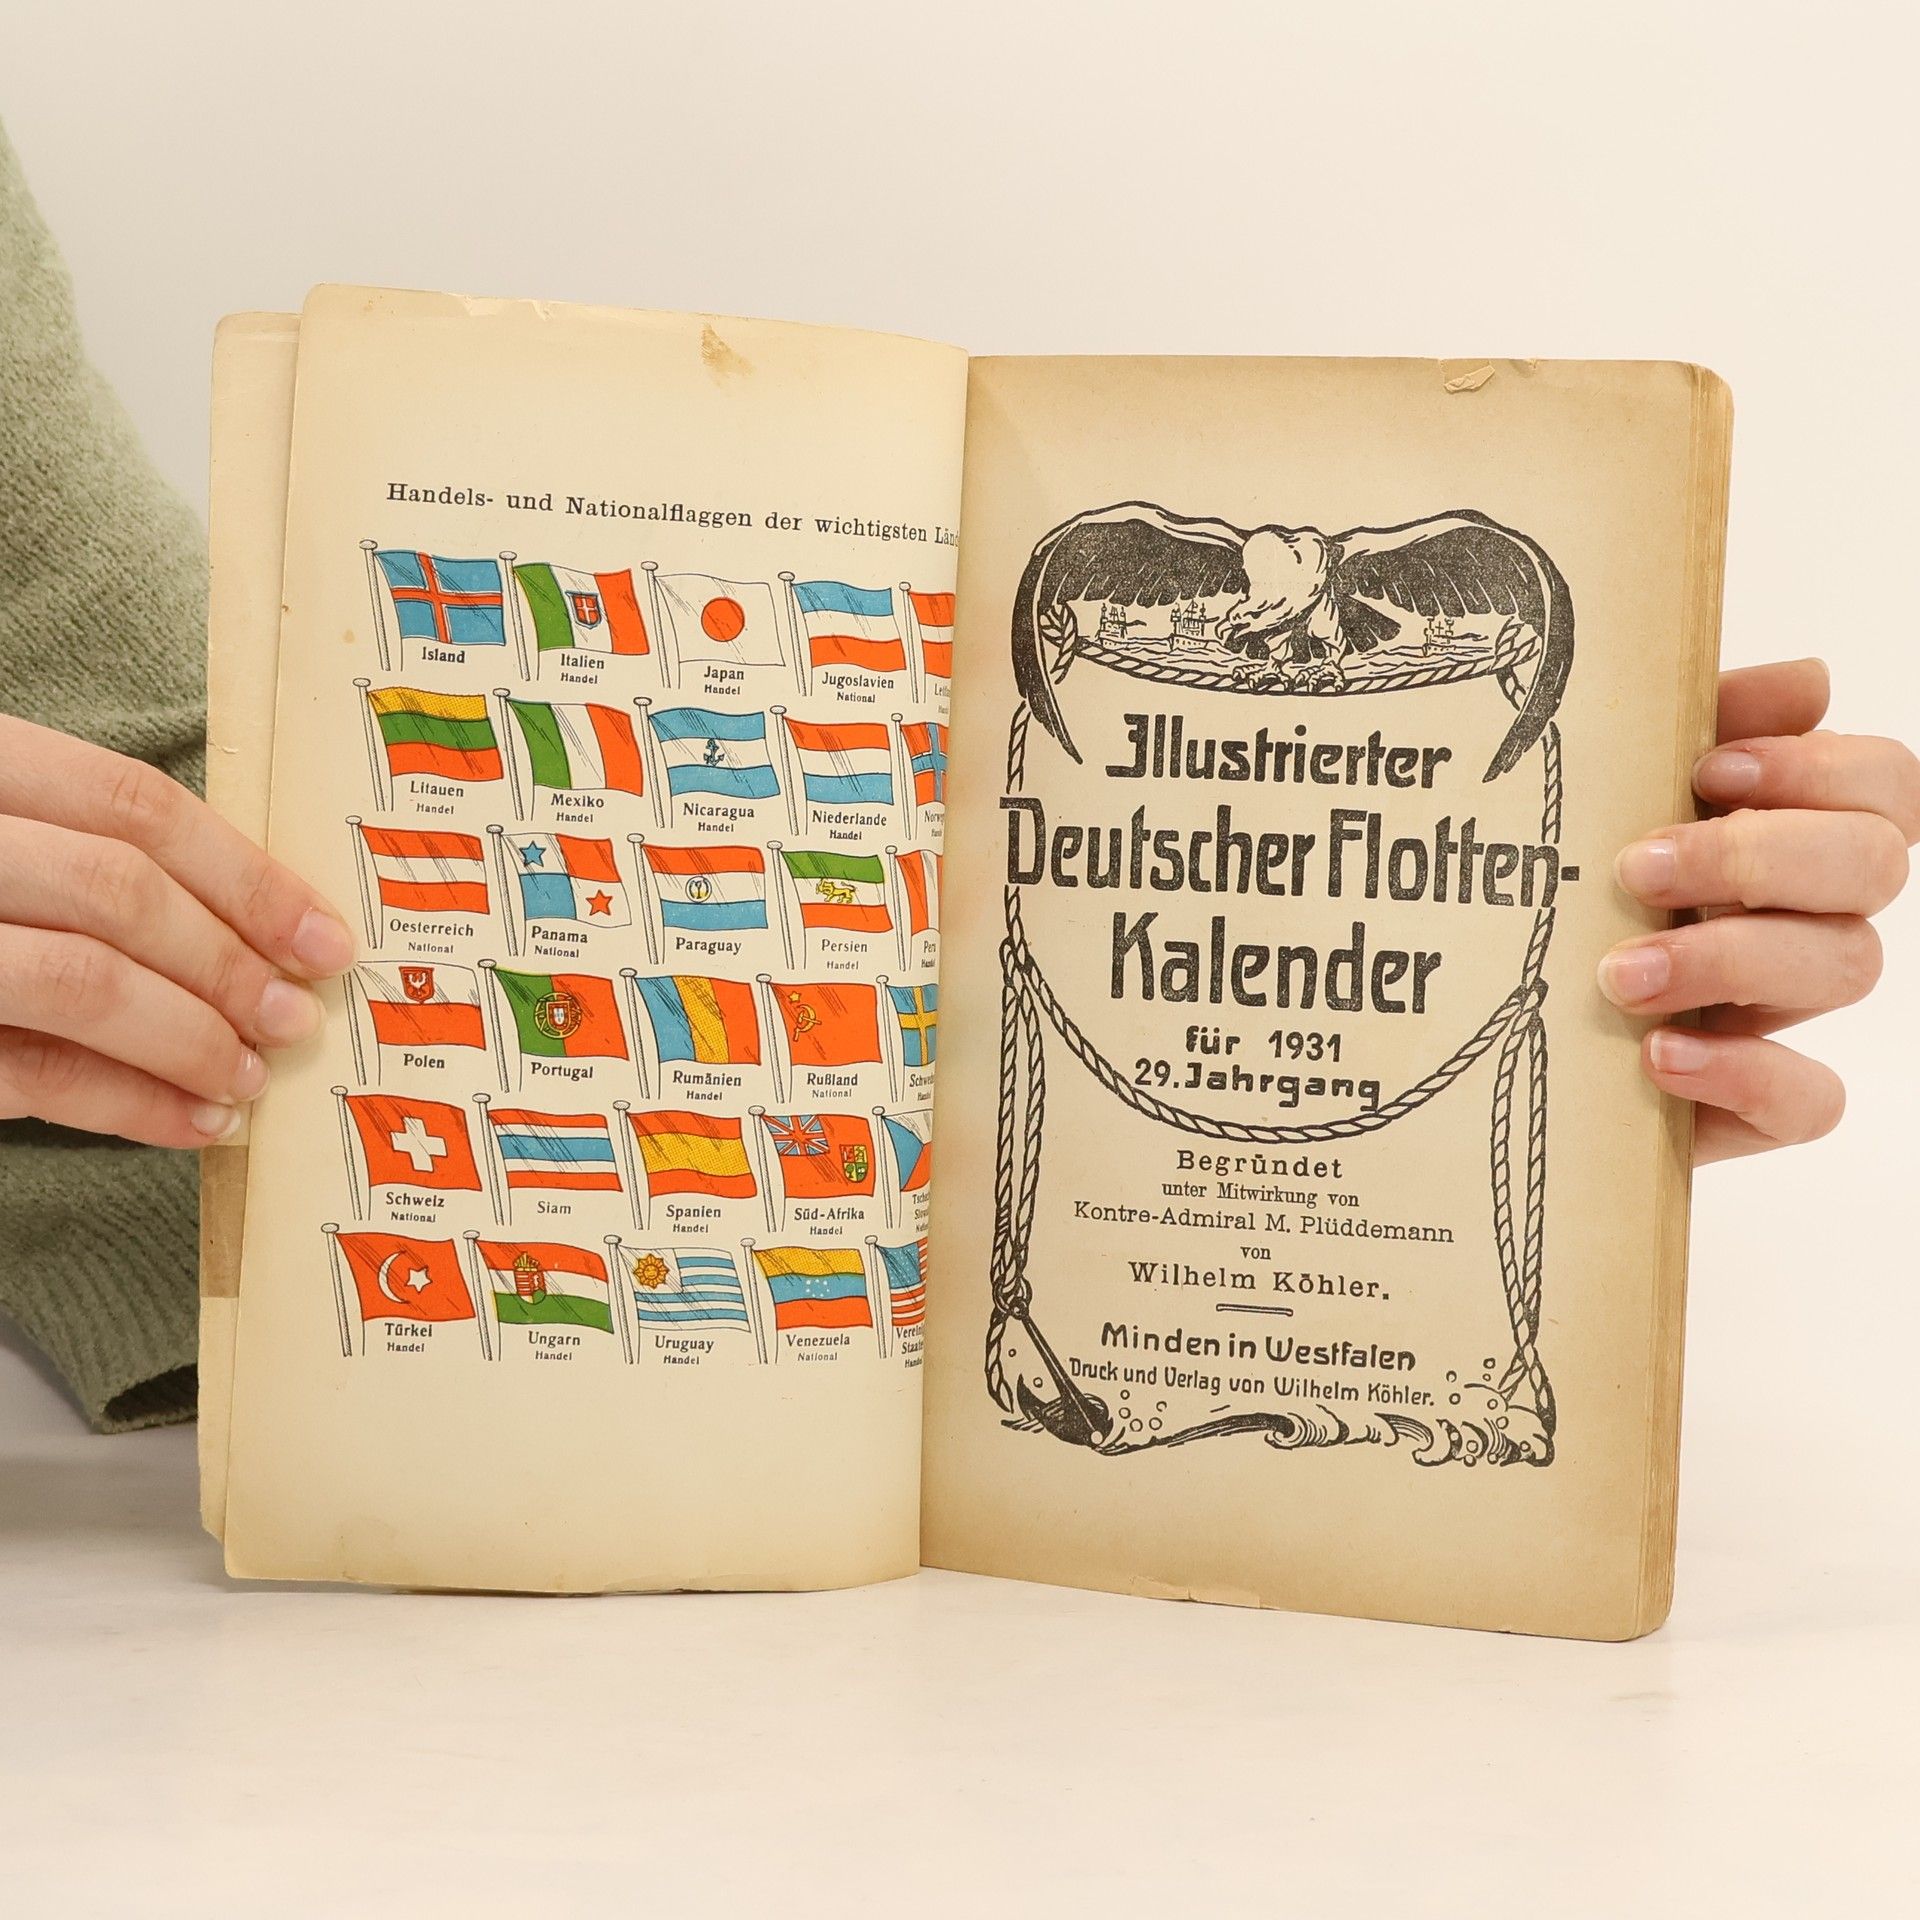 Handels- und Nationalflaggen der wichtigsten
Island
Italien
Handel
Japan
Handel
Jugoslavien
National
Litauen
Handel
Mexiko
Handel
Nicaragua
Handel
Niederlande
Handel
Oesterreich
National
Panama
National
Paraguay
Persien
Handel
Polen
Portugal
Rumänien
Handel
Rußland
National
Schweiz
National
Siam
Spanien
Handel
Süd-Afrika
Handel
Türkei
Handel
Ungarn
Handel
Uruguay
Handel
Venezuela
National
Illustrierter
Deutscher Flotten-
Kalender
für 1931
29. Jahrgang
Begründet
unter Mitwirkung von
Kontre-Admiral M. Plüddemann
von
Wilhelm Köhler.
Minden in Westfalen
Druck und Verlag von Wilhelm Köhler.